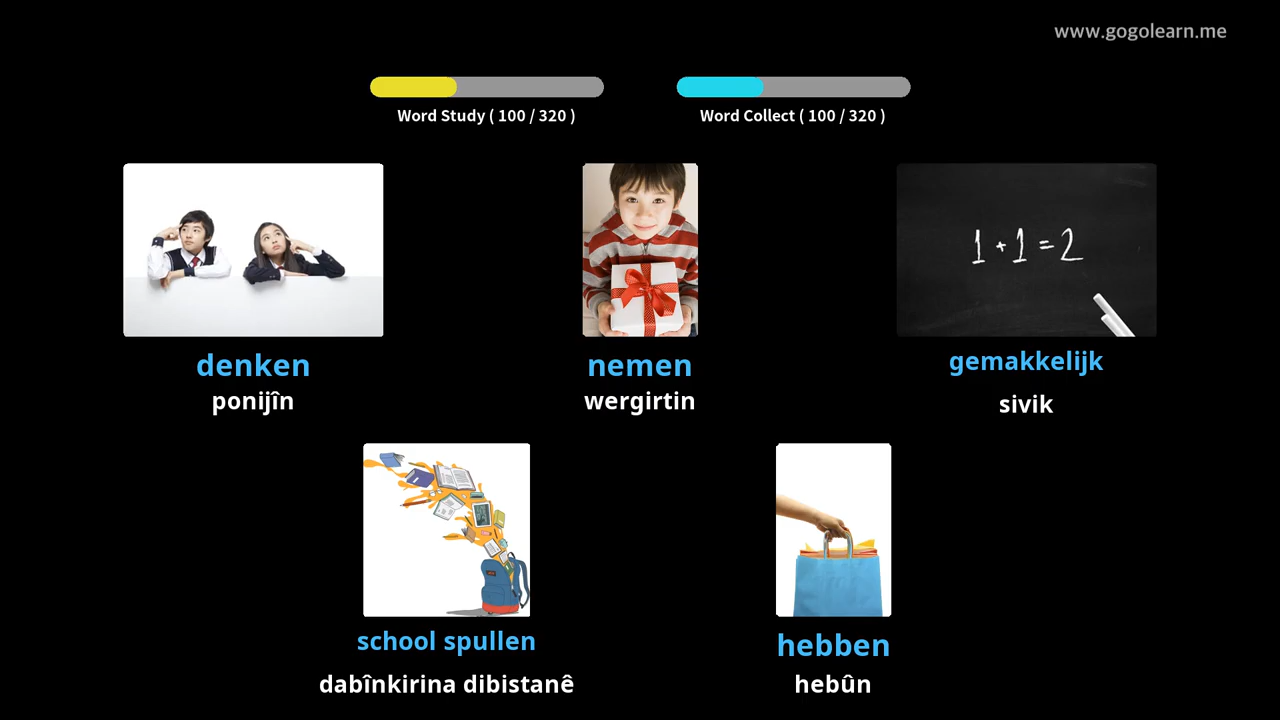 www.gogolearn.me
Word Study ( 100 / 320 )
Word Collect ( 100 / 320 )
1 + 1 = 2
denken
ponijîn
nemen
wergirtin
gemakkelijk
sivik
school spullen
dabînkirina dibistanê
hebben
hebûn